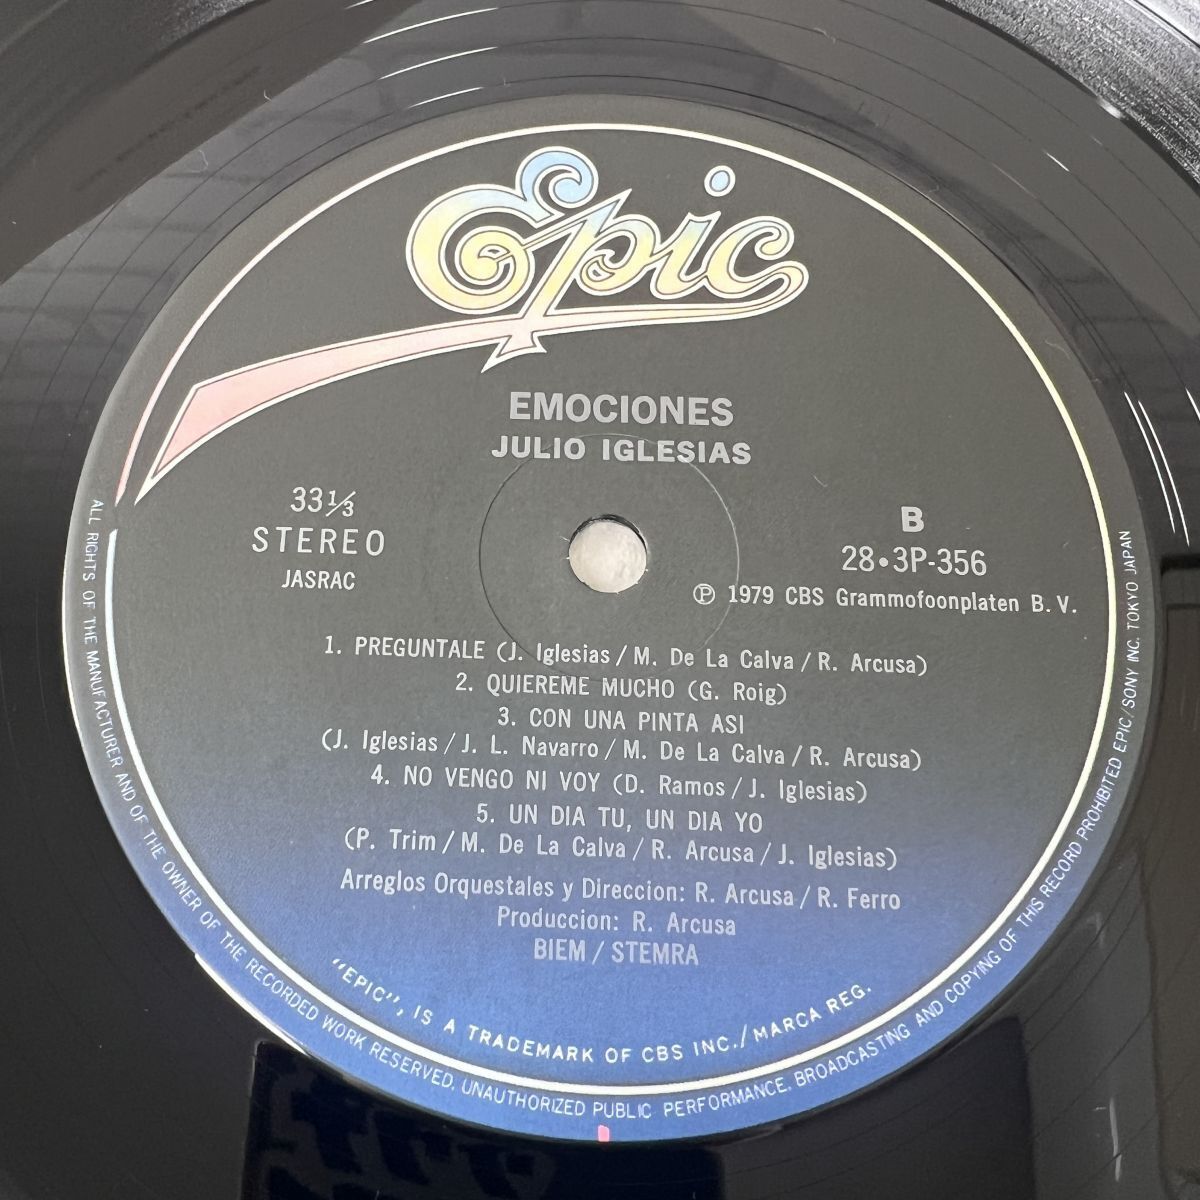 Epic
EMOCIONES
JULIO IGLESIAS
33 1/3
STEREO
JASRAC
B
28•3P-356
℗ 1979 CBS Grammofoonplaten B.V.
1. PREGUNTALE (J. Iglesias / M. De La Calva / R. Arcusa)
2. QUIEREME MUCHO (G. Roig)
3. CON UNA PINTA ASI
(J. Iglesias / J. L. Navarro / M. De La Calva / R. Arcusa)
4. NO VENGO NI VOY (D. Ramos / J. Iglesias)
5. UN DIA TU, UN DIA YO
(P. Trim / M. De La Calva / R. Arcusa / J. Iglesias)
Arreglos Orquestales y Direccion: R. Arcusa / R. Ferro
Produccion: R. Arcusa
BIEM / STEMRA
"EPIC", IS A TRADEMARK OF CBS INC. / MARCA REG.
ALL RIGHTS OF THE MANUFACTURER AND OF THE OWNER OF THE RECORDED WORK RESERVED. UNAUTHORIZED PUBLIC PERFORMANCE. BROADCASTING AND COPYING OF THIS RECORD PROHIBITED EPIC / SONY INC. TOKYO JAPAN